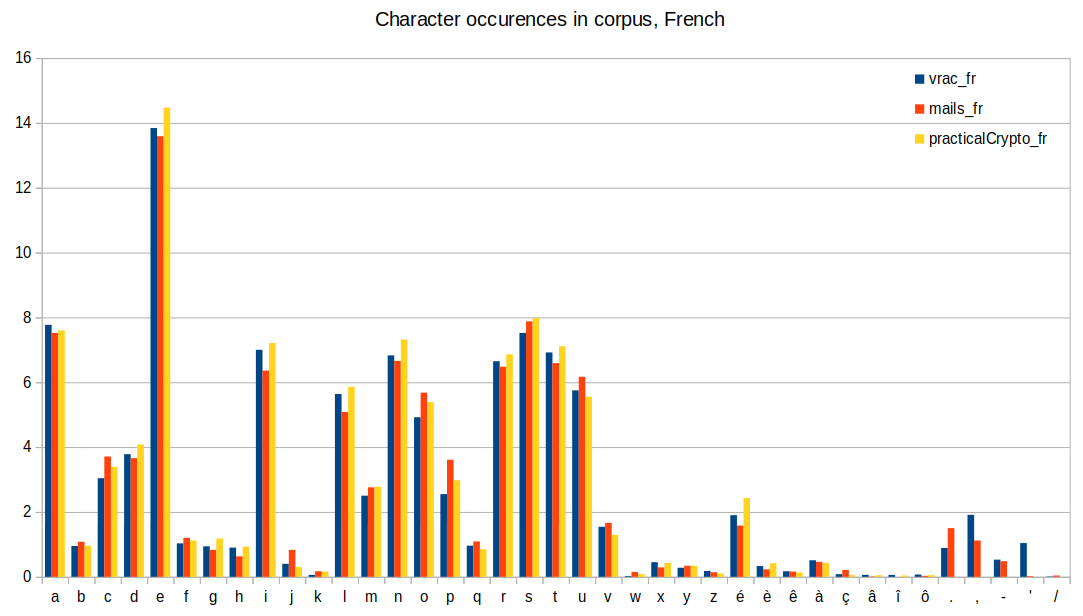 Character occurences in corpus, French
16
14
12
10
8
6
4
2
0
vrac_fr
mails_fr
practicalCrypto_fr
a b c d e f g h i j k l m n o p q r s t u v w x y z é è ê à ç â î ô . , - ' /